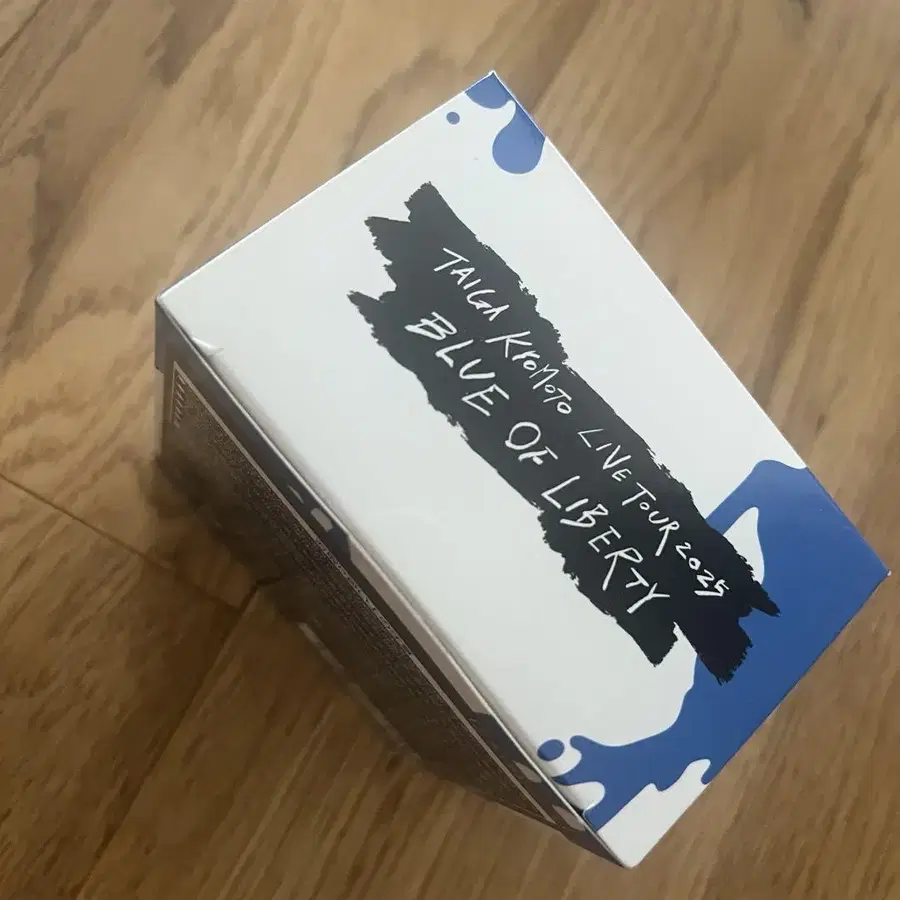 TAIGA KYOMOTO LIVE TOUR 2025
BLUE OF LIBERTY